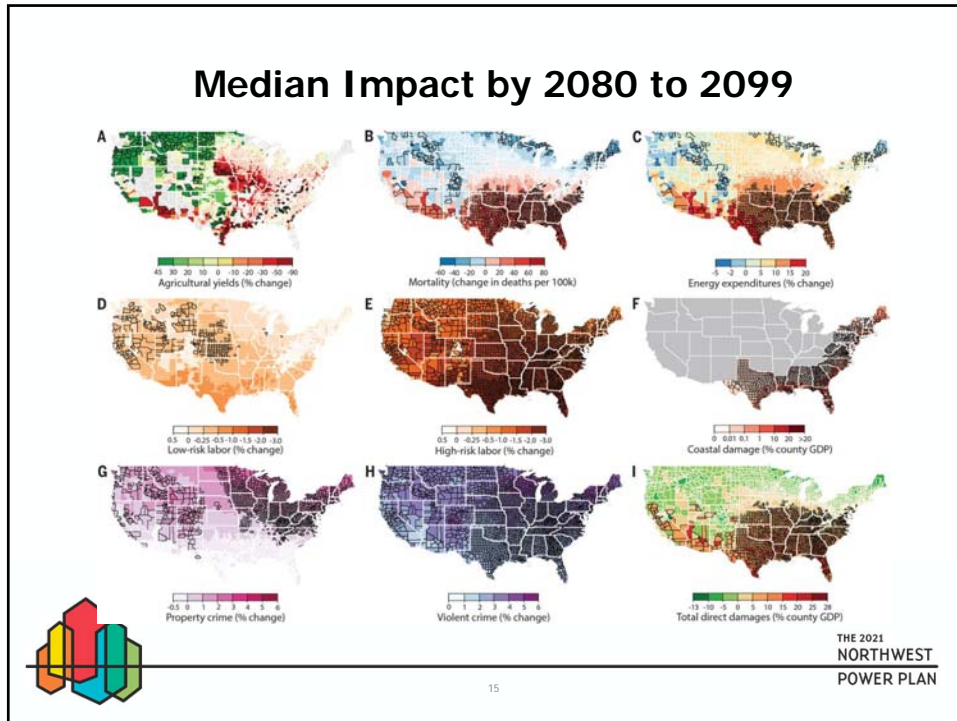 Median Impact by 2080 to 2099
A
B
C
45 30 20 10 0 -10 -20 -30 -50 -90
Agricultural yields (% change)
-60 -40 -20 0 20 40 60 80
Mortality (change in deaths per 100k)
-5 -2 0 5 10 15 20
Energy expenditures (% change)
D
E
F
0.5 0 -0.25 -0.5 -1.0 -1.5 -2.0 -3.0
Low-risk labor (% change)
0.5 0 -0.25 -0.5 -1.0 -1.5 -2.0 -3.0
High-risk labor (% change)
0 0.01 0.1 1 10 20 >20
Coastal damage (% county GDP)
G
H
I
-0.5 0 1 2 3 4 5 6
Property crime (% change)
0 1 2 3 4 5 6
Violent crime (% change)
-13 -10 -5 0 5 10 15 20 25 28
Total direct damages (% county GDP)
THE 2021
NORTHWEST
POWER PLAN
15